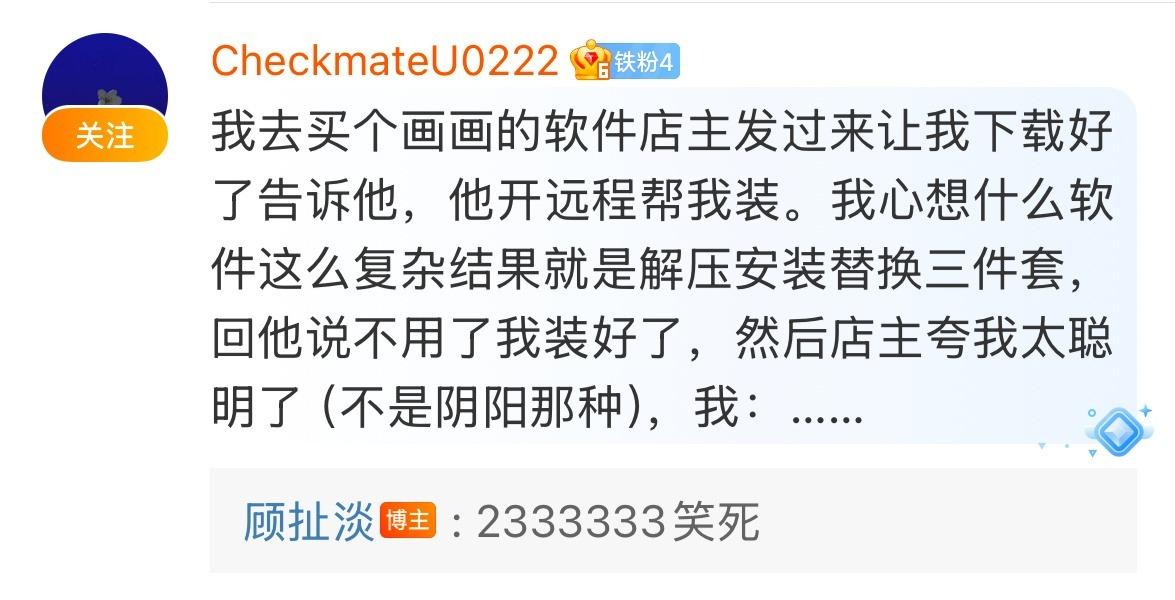 CheckmateU0222 6 铁粉4
关注
我去买个画画的软件店主发过来让我下载好
了告诉他，他开远程帮我装。我心想什么软
件这么复杂结果就是解压安装替换三件套，
回他说不用了我装好了，然后店主夸我太聪
明了（不是阴阳那种），我：……
顾扯淡 博主 : 2333333笑死